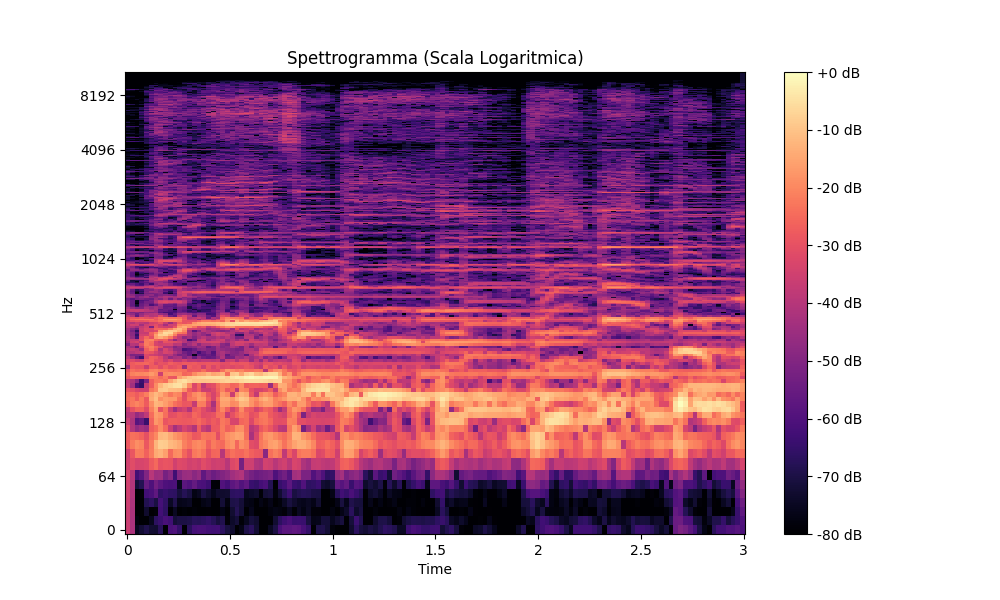 Spettrogramma (Scala Logaritmica)
8192
4096
2048
1024
512
256
128
64
0
Hz
0
0.5
1
1.5
2
2.5
3
Time
+0 dB
-10 dB
-20 dB
-30 dB
-40 dB
-50 dB
-60 dB
-70 dB
-80 dB